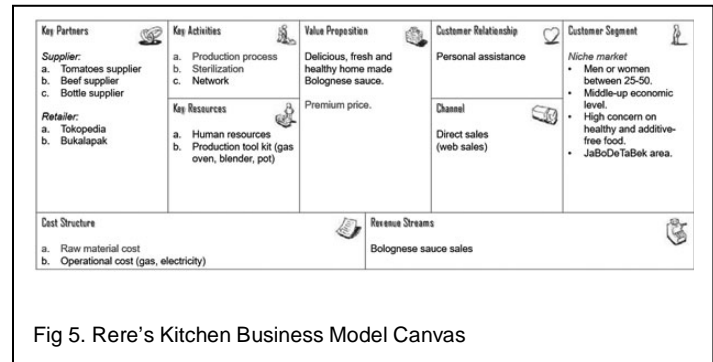 Key Partners
Supplier:
a. Tomatoes supplier
b. Beef supplier
c. Bottle supplier
Retailer:
a. Tokopedia
b. Bukalapak
Key Activities
a. Production process
b. Sterilization
c. Network
Key Resources
a. Human resources
b. Production tool kit (gas
oven, blender, pot)
Value Proposition
Delicious, fresh and
healthy home made
Bolognese sauce.
Premium price.
Customer Relationship
Personal assistance
Channel
Direct sales
(web sales)
Customer Segment
Niche market
• Men or women
between 25-50.
• Middle-up economic
level.
• High concern on
healthy and additive-
free food.
• JaBoDeTaBek area.
Cost Structure
a. Raw material cost
b. Operational cost (gas, electricity)
Revenue Streams
Bolognese sauce sales
Fig 5. Rere’s Kitchen Business Model Canvas